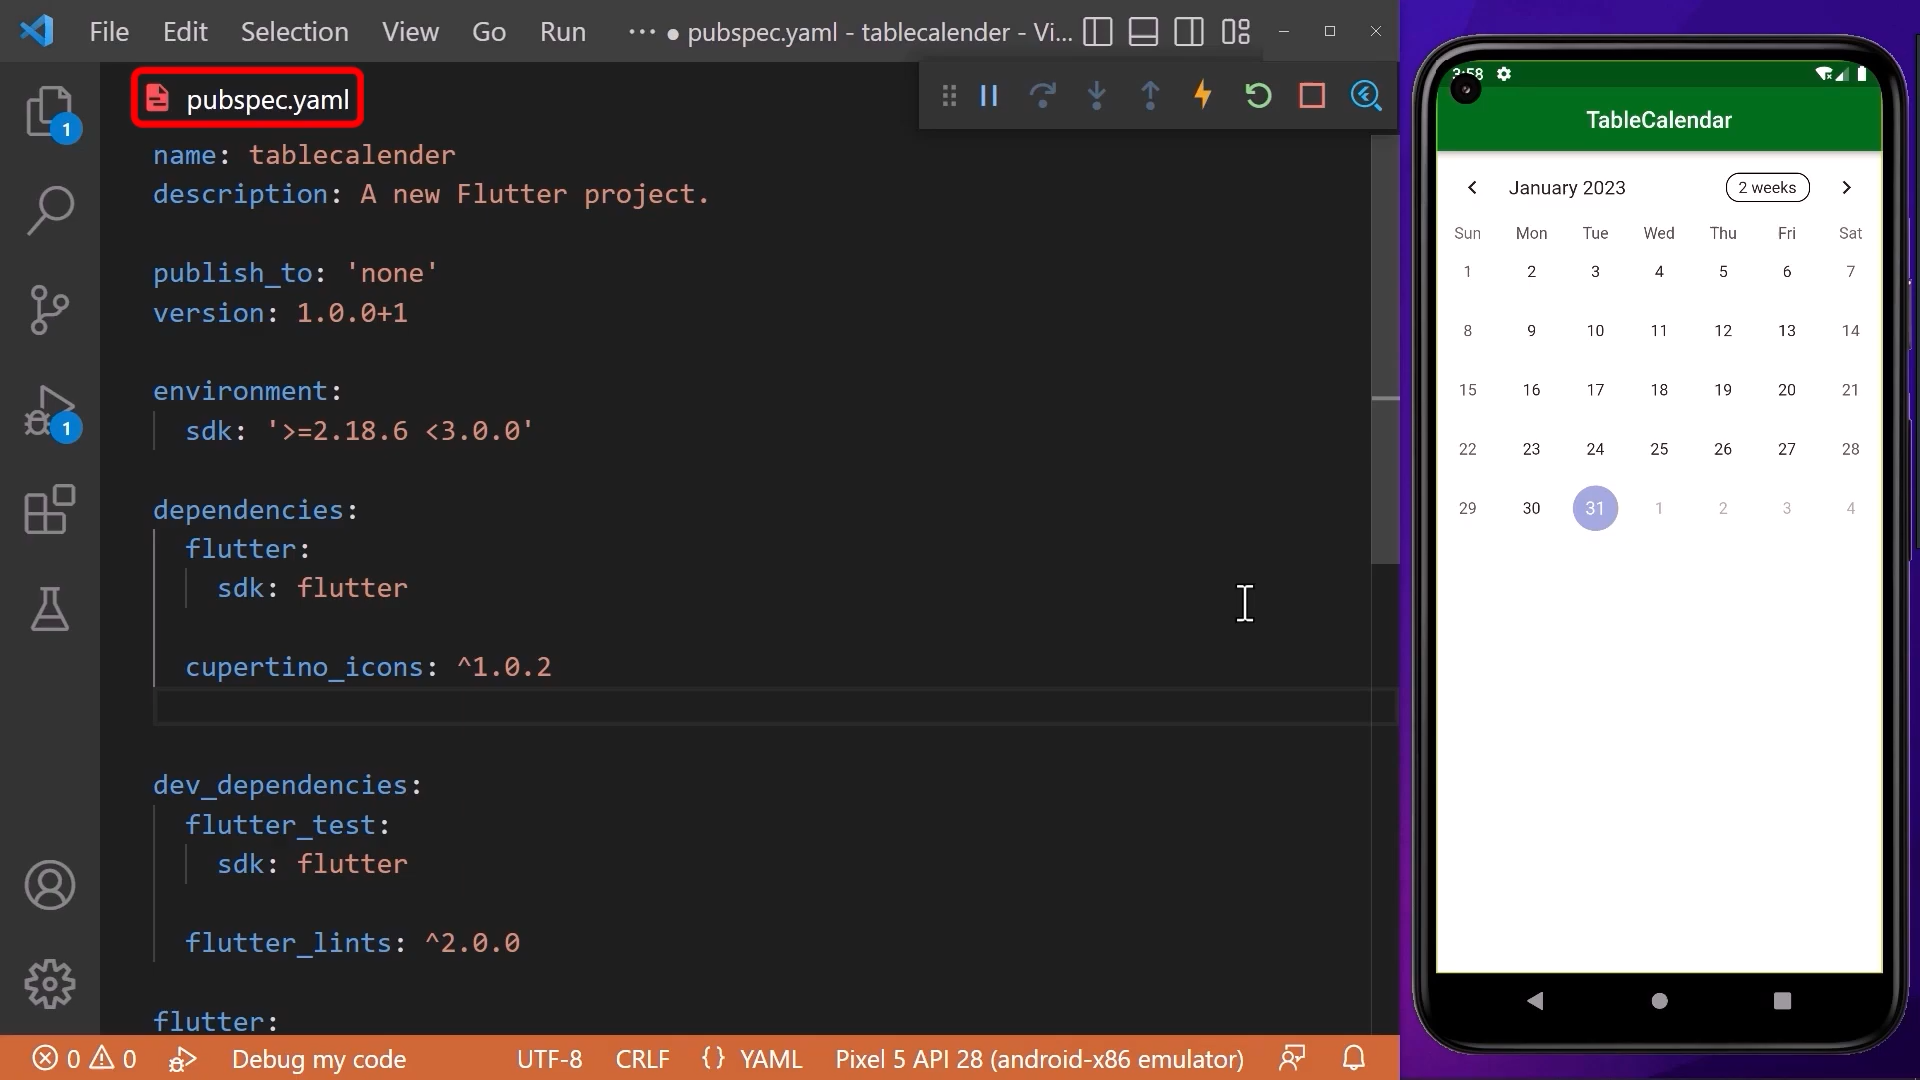 File Edit Selection View Go Run ··· ● pubspec.yaml - tablecalender - Vi...
pubspec.yaml
name: tablecalender
description: A new Flutter project.
publish_to: 'none'
version: 1.0.0+1
environment:
sdk: '>=2.18.6 <3.0.0'
dependencies:
flutter:
sdk: flutter
cupertino_icons: ^1.0.2
dev_dependencies:
flutter_test:
sdk: flutter
flutter_lints: ^2.0.0
flutter:
1
1
0 0 Debug my code UTF-8 CRLF {} YAML Pixel 5 API 28 (android-x86 emulator)
3:58
TableCalendar
January 2023 2 weeks
Sun Mon Tue Wed Thu Fri Sat
1 2 3 4 5 6 7
8 9 10 11 12 13 14
15 16 17 18 19 20 21
22 23 24 25 26 27 28
29 30 31 1 2 3 4